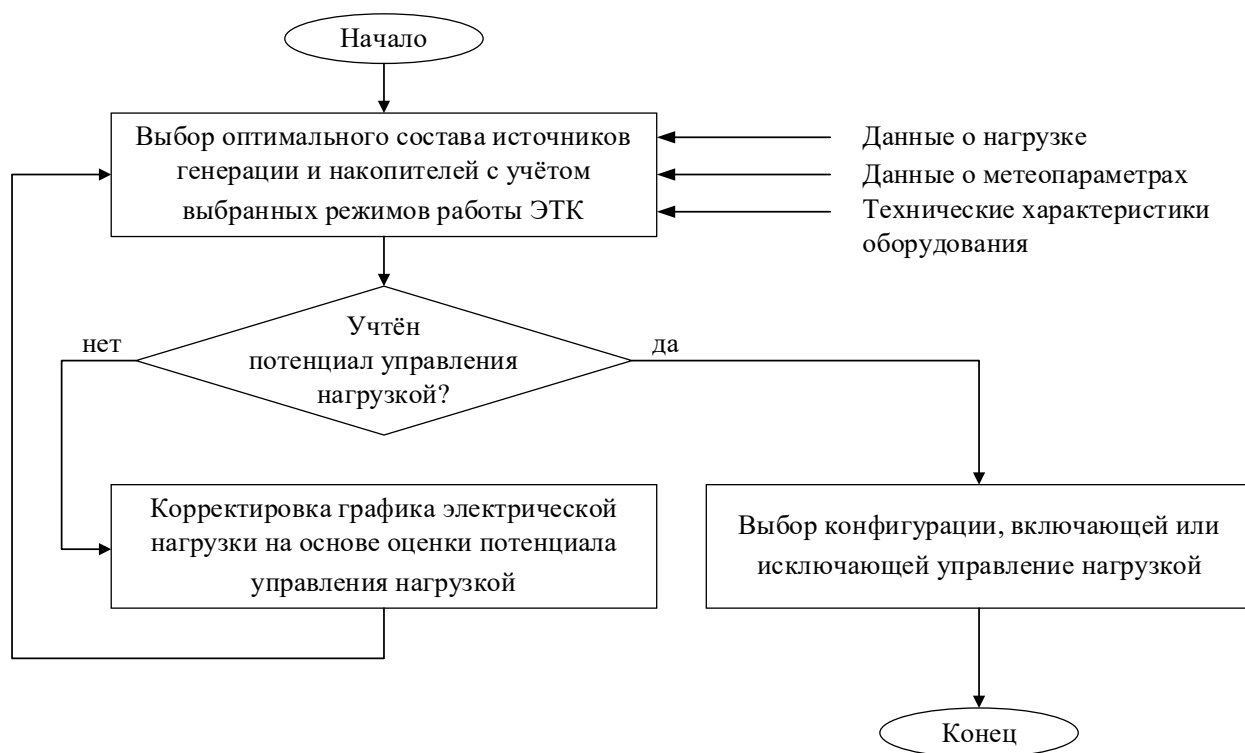 Начало
Выбор оптимального состава источников
генерации и накопителей с учётом
выбранных режимов работы ЭТК
Данные о нагрузке
Данные о метеопараметрах
Технические характеристики
оборудования
Учтён
потенциал управления
нагрузкой?
нет
да
Корректировка графика электрической
нагрузки на основе оценки потенциала
управления нагрузкой
Выбор конфигурации, включающей или
исключающей управление нагрузкой
Конец